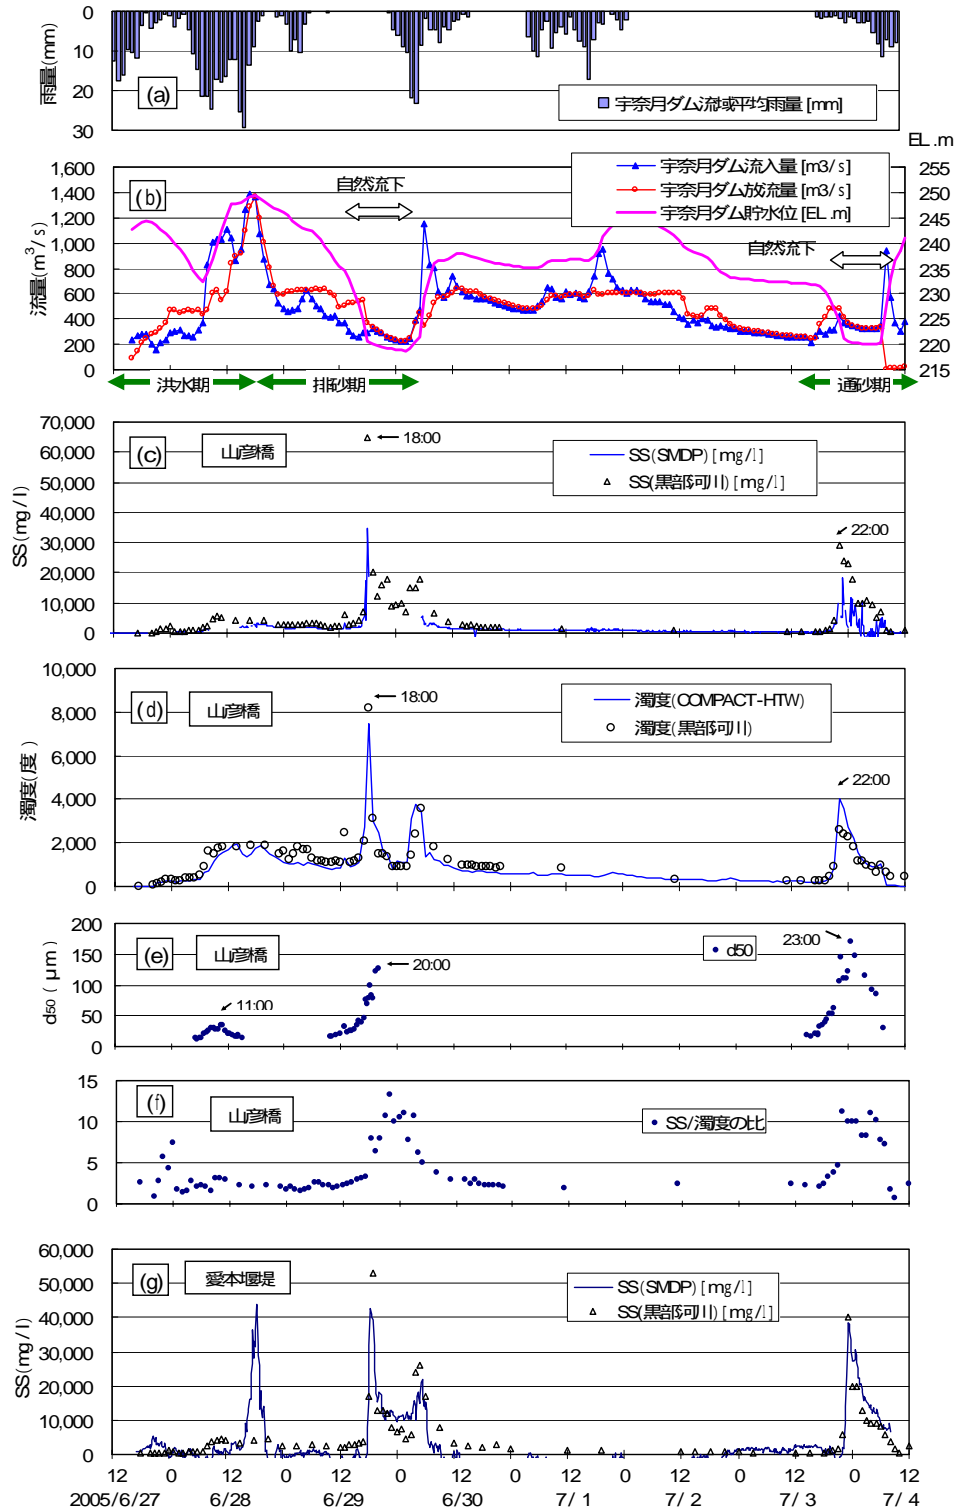 0
10
20
30
雨量(mm)
(a)
宇奈月ダム流域平均雨量 [mm]
EL .m
1,600
1,400
1,200
1,000
800
600
400
200
0
流量(m³/s)
(b)
自然流下
宇奈月ダム流入量 [m3/s]
宇奈月ダム放流量 [m3/s]
宇奈月ダム貯水位 [EL.m]
自然流下
255
250
245
240
235
230
225
220
215
洪水期
排砂期
通砂期
70,000
60,000
50,000
40,000
30,000
20,000
10,000
0
SS(mg/l)
(c)
山彦橋
18:00
SS(SMDP) [mg/l]
SS(黒部河川) [mg/l]
22:00
10,000
8,000
6,000
4,000
2,000
0
濁度(度)
(d)
山彦橋
18:00
濁度(COMPACT-HTW)
濁度(黒部河川)
22:00
200
150
100
50
0
d50 (μm)
(e)
山彦橋
11:00
20:00
d50
23:00
15
10
5
0
(f)
山彦橋
SS/濁度の比
60,000
50,000
40,000
30,000
20,000
10,000
0
SS(mg/l)
(g)
愛本堰堤
SS(SMDP) [mg/l]
SS(黒部河川) [mg/l]
12 0 12 0 12 0 12 0 12 0 12 0 12 0 12
2005/6/27 6/28 6/29 6/30 7/1 7/2 7/3 7/4